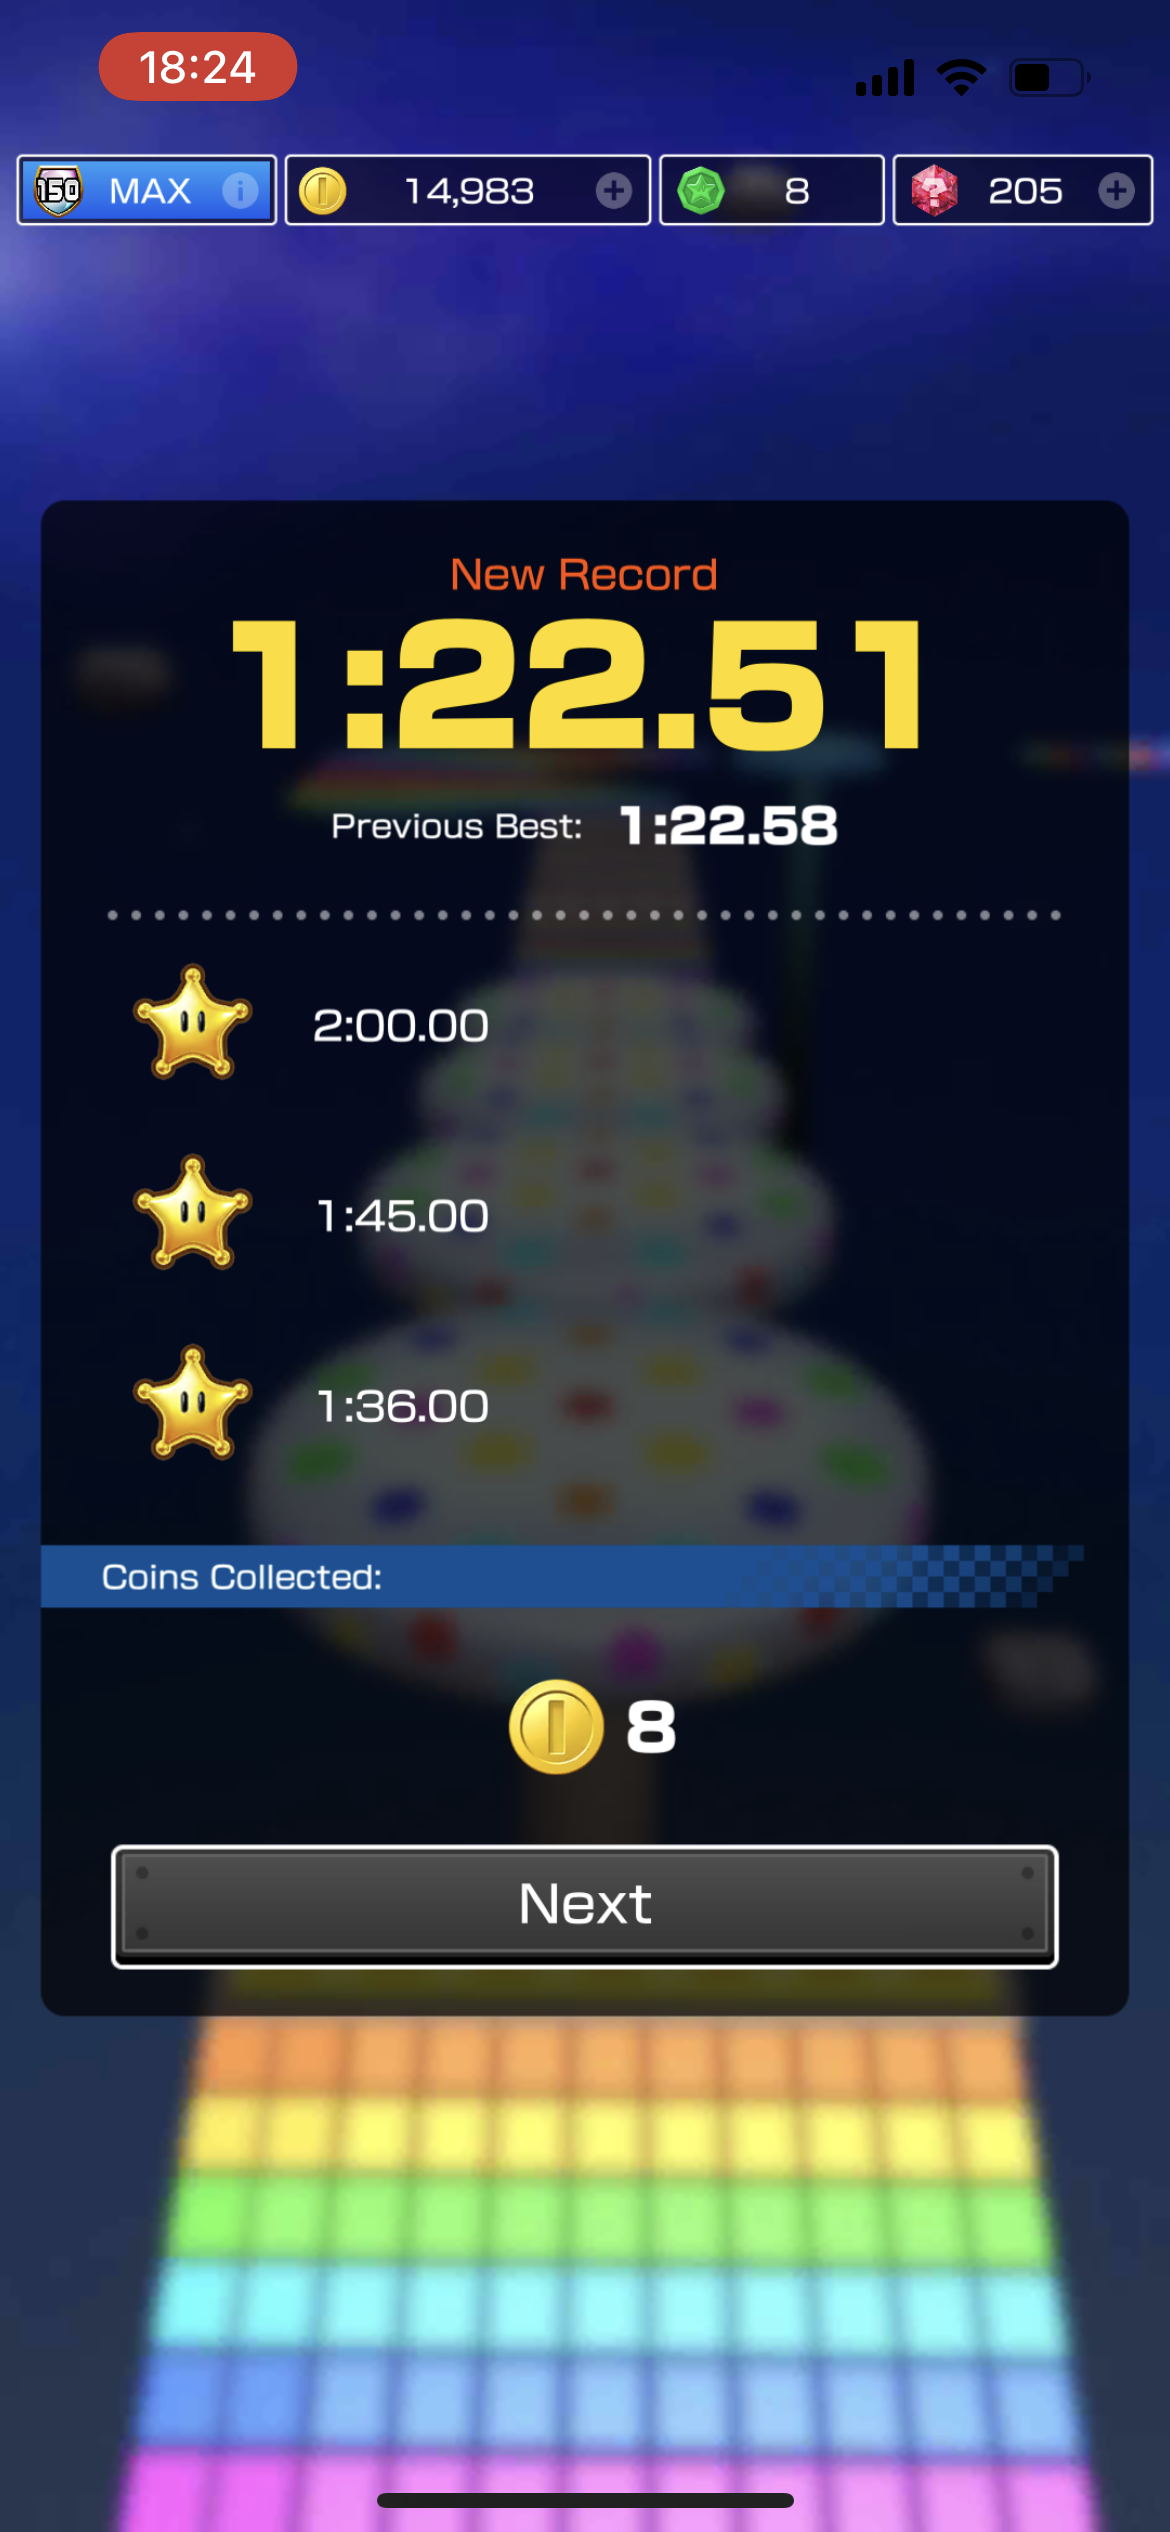 18:24
150 MAX i 14,983 + 8 ? 205 +
New Record
1:22.51
Previous Best: 1:22.58
2:00.00
1:45.00
1:36.00
Coins Collected:
8
Next